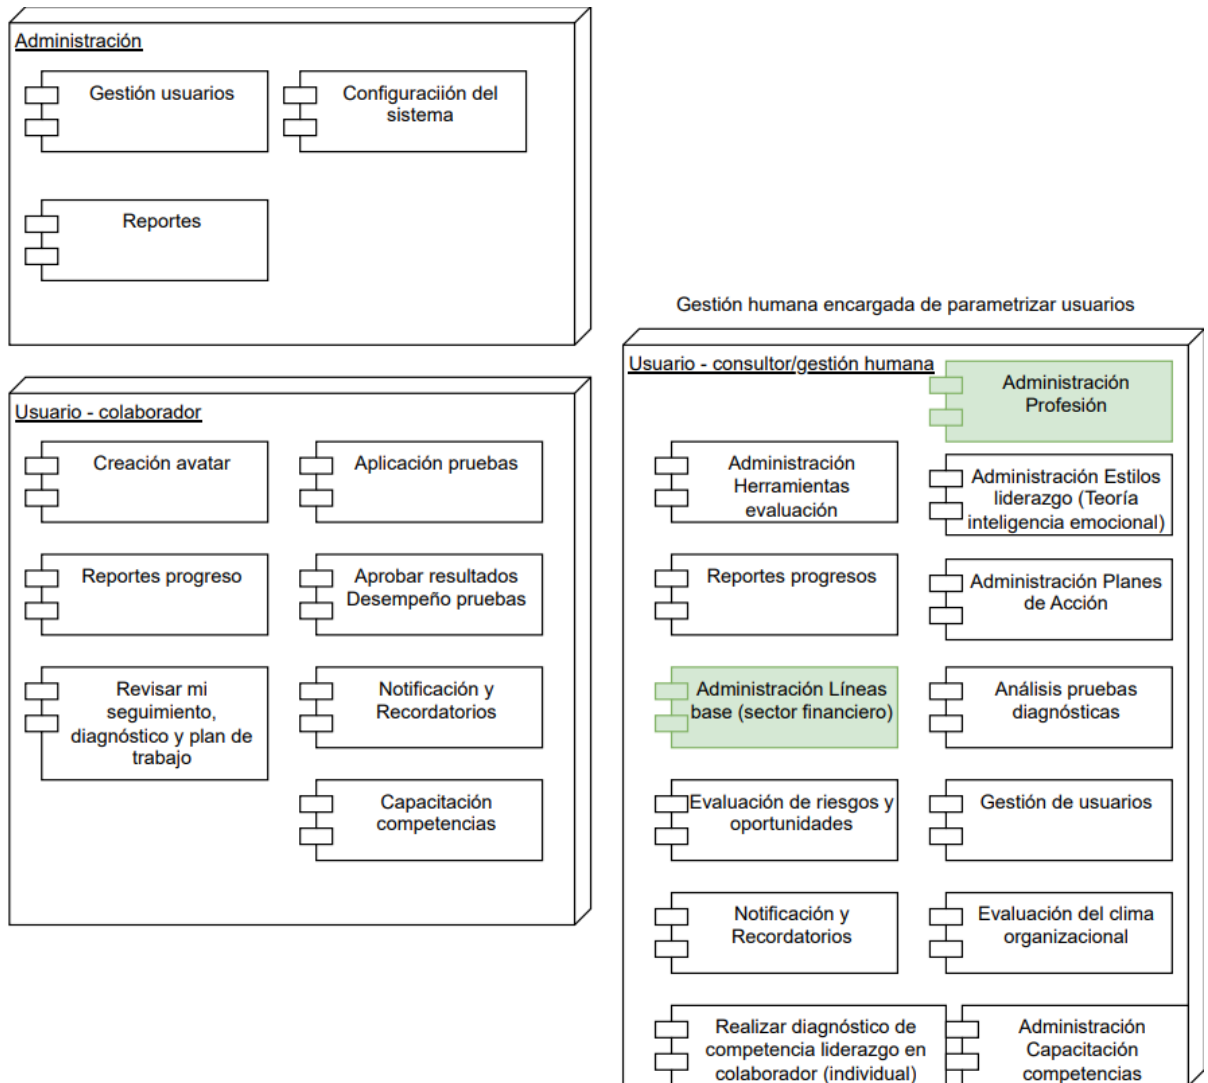 Administración
Gestión usuarios
Configuraciión del
sistema
Reportes
Gestión humana encargada de parametrizar usuarios
Usuario - colaborador
Creación avatar
Aplicación pruebas
Reportes progreso
Aprobar resultados
Desempeño pruebas
Revisar mi
seguimiento,
diagnóstico y plan de
trabajo
Notificación y
Recordatorios
Capacitación
competencias
Usuario - consultor/gestión humana
Administración
Profesión
Administración
Herramientas
evaluación
Administración Estilos
liderazgo (Teoría
inteligencia emocional)
Reportes progresos
Administración Planes
de Acción
Administración Líneas
base (sector financiero)
Análisis pruebas
diagnósticas
Evaluación de riesgos y
oportunidades
Gestión de usuarios
Notificación y
Recordatorios
Evaluación del clima
organizacional
Realizar diagnóstico de
competencia liderazgo en
colaborador (individual)
Administración
Capacitación
competencias